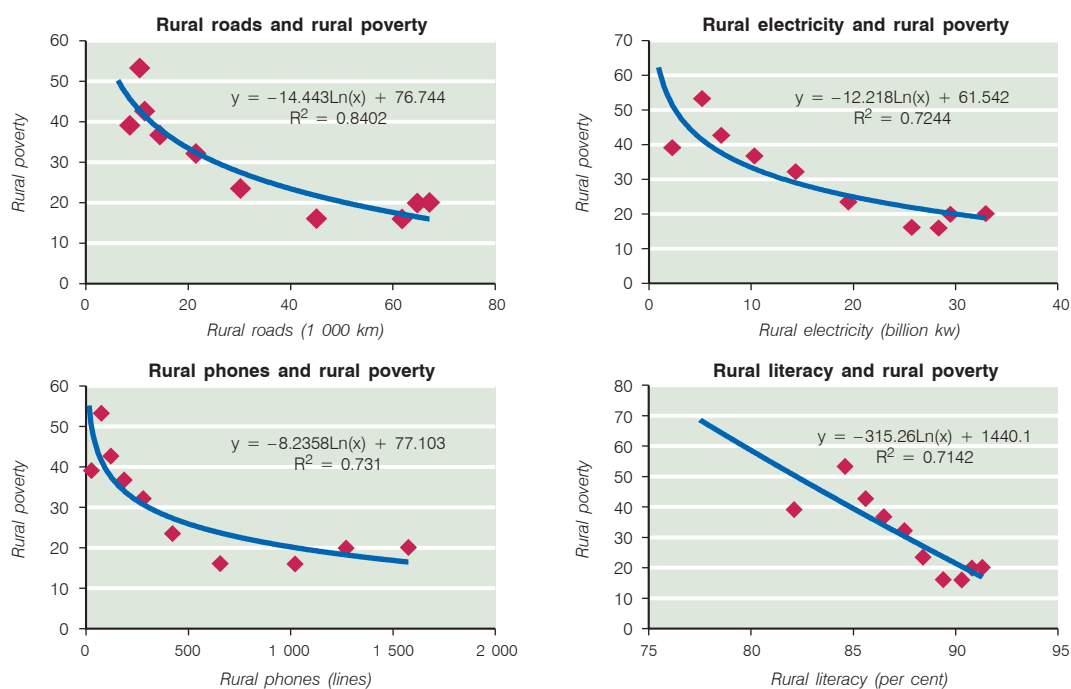 Rural roads and rural poverty
60
50
40
30
20
10
0
Rural poverty
y = −14.443Ln(x) + 76.744
R² = 0.8402
0 20 40 60 80
Rural roads (1 000 km)
Rural electricity and rural poverty
70
60
50
40
30
20
10
0
Rural poverty
y = −12.218Ln(x) + 61.542
R² = 0.7244
0 10 20 30 40
Rural electricity (billion kw)
Rural phones and rural poverty
60
50
40
30
20
10
0
Rural poverty
y = −8.2358Ln(x) + 77.103
R² = 0.731
0 500 1 000 1 500 2 000
Rural phones (lines)
Rural literacy and rural poverty
80
70
60
50
40
30
20
10
0
Rural poverty
y = −315.26Ln(x) + 1440.1
R² = 0.7142
75 80 85 90 95
Rural literacy (per cent)